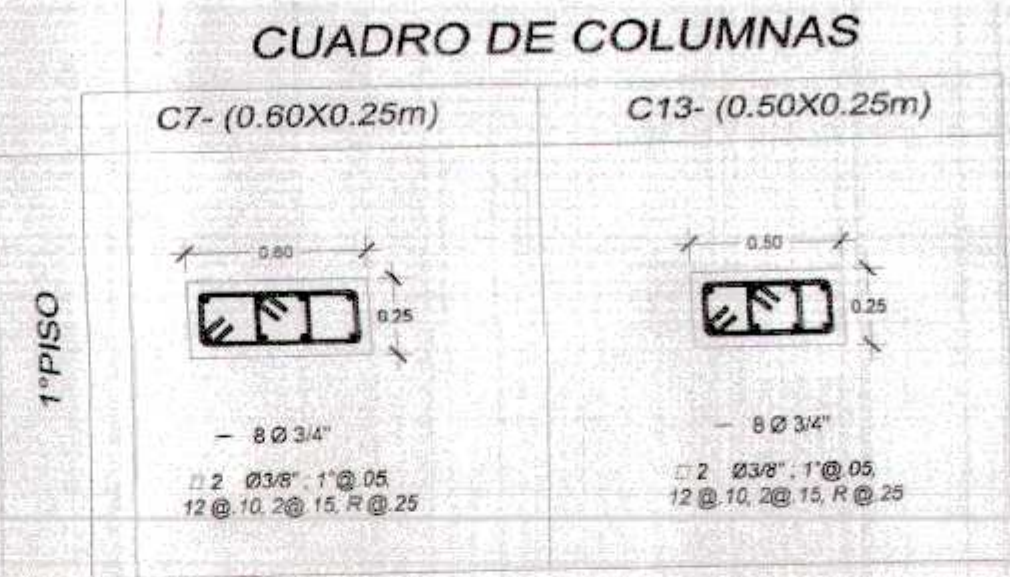 CUADRO DE COLUMNAS
C7- (0.60X0.25m)
C13- (0.50X0.25m)
1°PISO
0.60
0.25
0.50
0.25
8 Ø 3/4"
□ 2 Ø3/8" ; 1"@.05,
12 @.10, 2@.15, R @.25
8 Ø 3/4"
□ 2 Ø3/8" ; 1"@.05,
12 @.10, 2@.15, R @.25